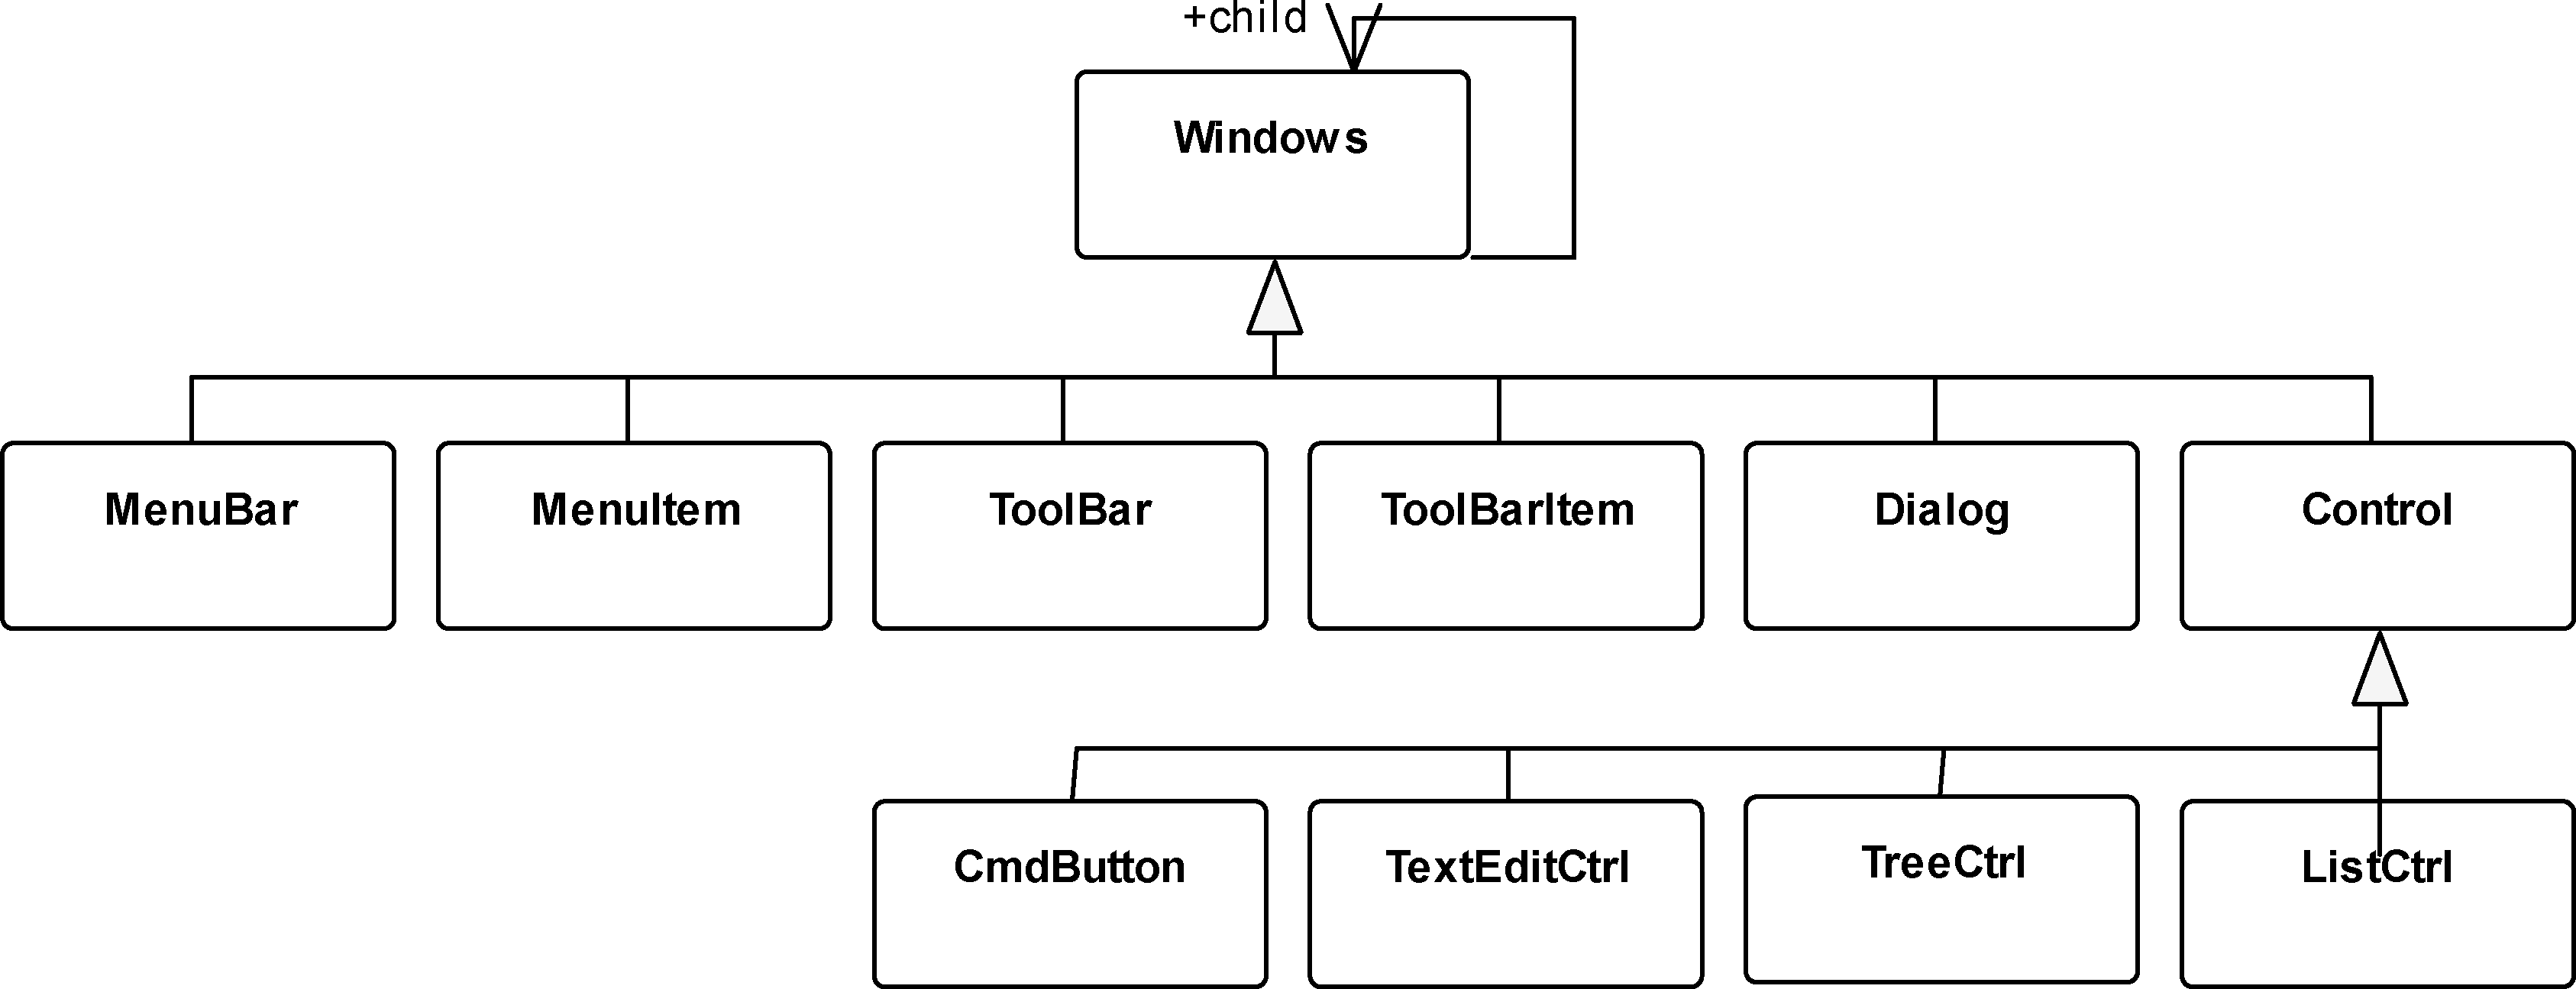 +child
Windows
MenuBar
MenuItem
ToolBar
ToolBarItem
Dialog
Control
CmdButton
TextEditCtrl
TreeCtrl
ListCtrl